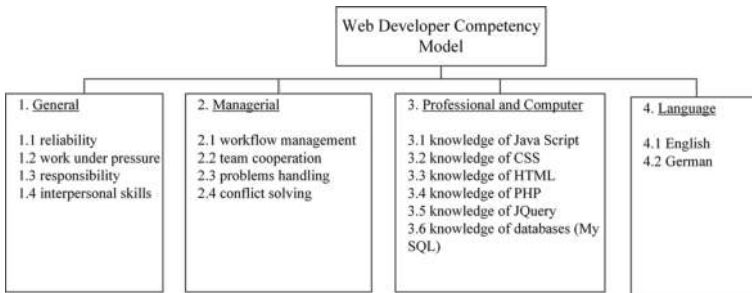 Web Developer Competency
Model
1. General
1.1 reliability
1.2 work under pressure
1.3 responsibility
1.4 interpersonal skills
2. Managerial
2.1 workflow management
2.2 team cooperation
2.3 problems handling
2.4 conflict solving
3. Professional and Computer
3.1 knowledge of Java Script
3.2 knowledge of CSS
3.3 knowledge of HTML
3.4 knowledge of PHP
3.5 knowledge of JQuery
3.6 knowledge of databases (My
SQL)
4. Language
4.1 English
4.2 German